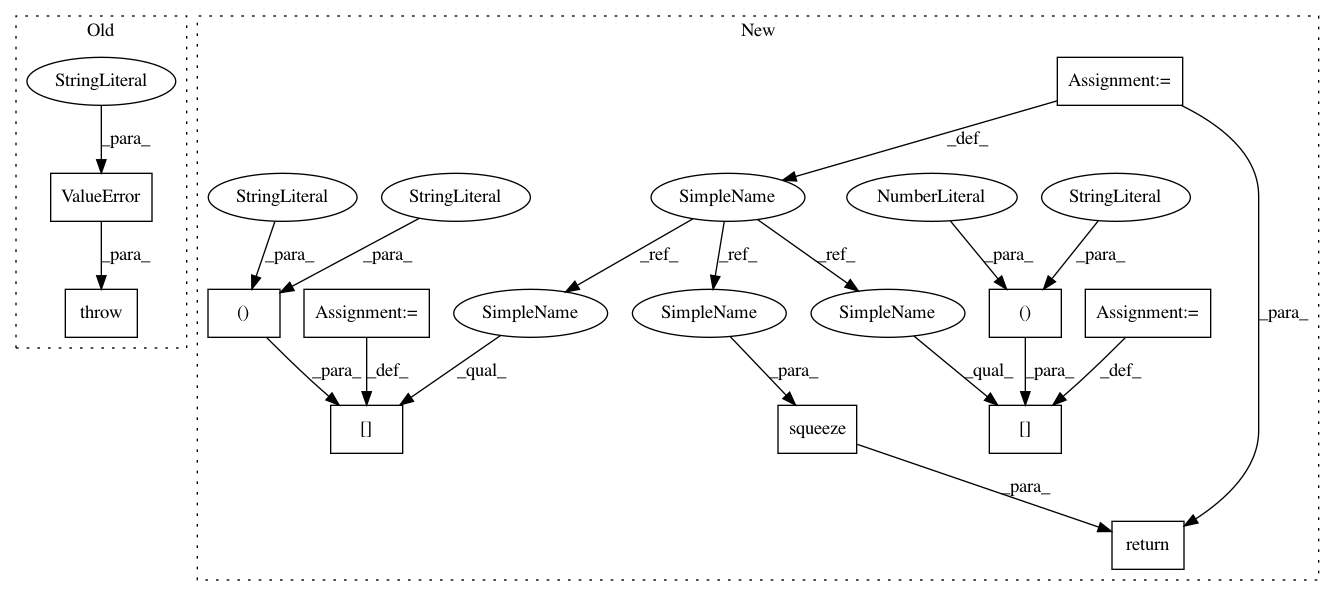 Old
New
StringLiteral
Assignment:=
_para_
_def_
ValueError
StringLiteral
StringLiteral
SimpleName
NumberLiteral
StringLiteral
_para_
_para_
_para_
_ref_
_ref_
_ref_
_para_
_para_
throw
()
Assignment:=
SimpleName
SimpleName
SimpleName
()
Assignment:=
_para_
_para_
_def_
_qual_
_para_
_qual_
_para_
_def_
[]
squeeze
[]
_para_
return